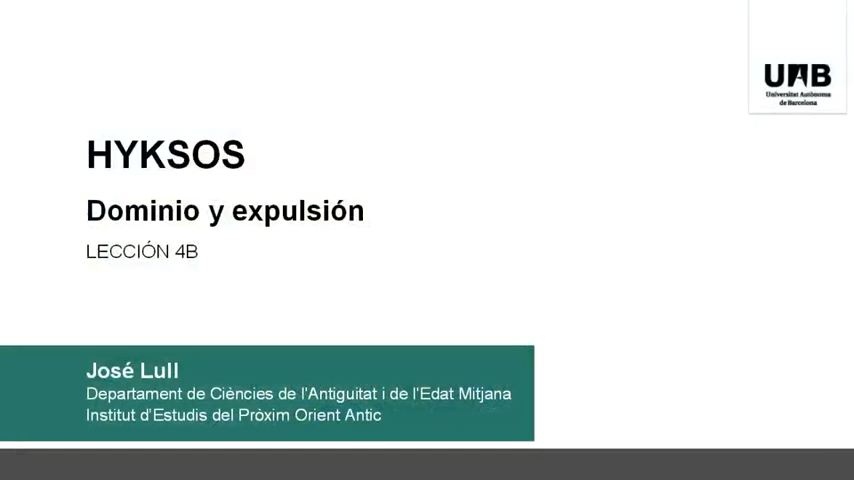 UAB
Universitat Autònoma
de Barcelona
HYKSOS
Dominio y expulsión
LECCIÓN 4B
José Lull
Departament de Ciències de l'Antiguitat i de l'Edat Mitjana
Institut d'Estudis del Pròxim Orient Antic